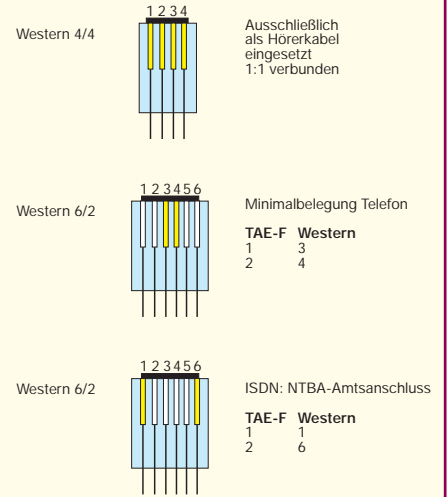 1 2 3 4
Western 4/4
Ausschließlich
als Hörerkabel
eingesetzt
1:1 verbunden
1 2 3 4 5 6
Western 6/2
Minimalbelegung Telefon
TAE-F Western
1 3
2 4
1 2 3 4 5 6
Western 6/2
ISDN: NTBA-Amtsanschluss
TAE-F Western
1 1
2 6